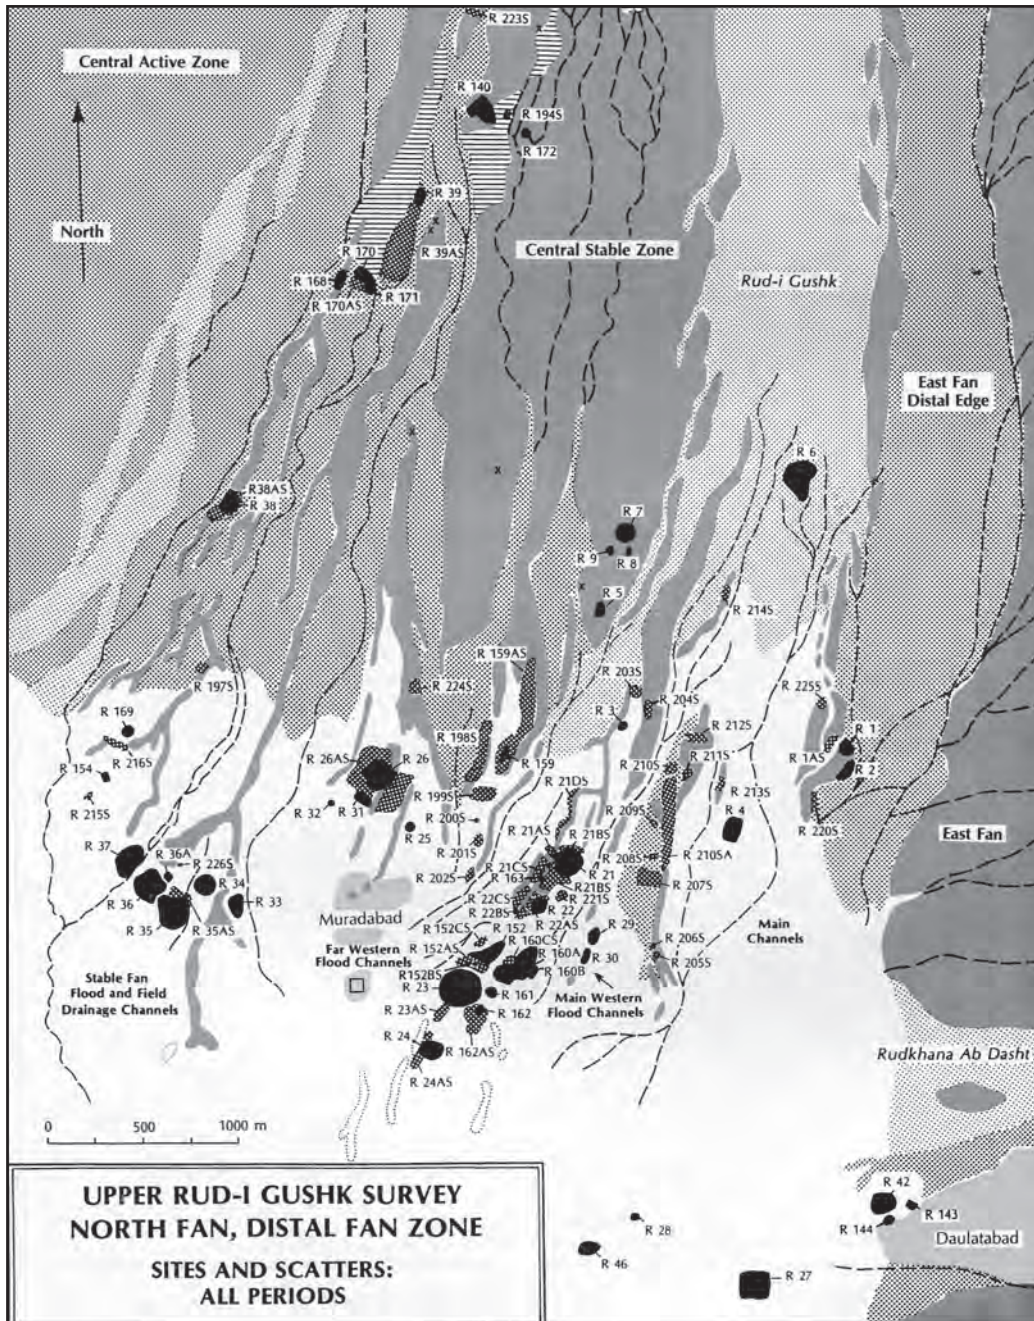 R 223S
Central Active Zone
R 140
R 194S
R 172
R 39
North
R 170
R 39AS
Central Stable Zone
Rud-i Gushk
R 168
R 171
R 170AS
East Fan
Distal Edge
R 6
R38AS
R 38
R 7
R 9
R 8
R 5
R 214S
R 159AS
R 197S
R 224S
R 203S
R 204S
R 225S
R 169
R 3
R 216S
R 198S
R 212S
R 1
R 26AS
R 26
R 159
R 1AS
R 154
R 210S
R 211S
R 2
R 21DS
R 215S
R 32
R 31
R 199S
R 213S
R 200S
R 209S
R 4
R 220S
R 25
R 21AS
R 21BS
R 37
R 36A
R 201S
East Fan
R 226S
R 21CS
R 21
R 208S
R 210SA
R 163
R 202S
R 21BS
R 207S
R 36
R 34
R 33
R 22CS
R 221S
R 22BS
R 22
Muradabad
R 35
R 35AS
R 152CS
R 152
R 22AS
R 29
Main
Channels
Far Western
Flood Channels
R 152AS
R 160CS
R 160A
R 206S
R 30
R 205S
R152BS
R 160B
Stable Fan
Flood and Field
Drainage Channels
R 23
R 161
Main Western
Flood Channels
R 23AS
R 162
R 24
R 162AS
Rudkhana Ab Dasht
R 24AS
0 500 1000 m
R 42
R 143
R 144
R 28
Daulatabad
R 46
R 27
UPPER RUD-I GUSHK SURVEY
NORTH FAN, DISTAL FAN ZONE
SITES AND SCATTERS:
ALL PERIODS